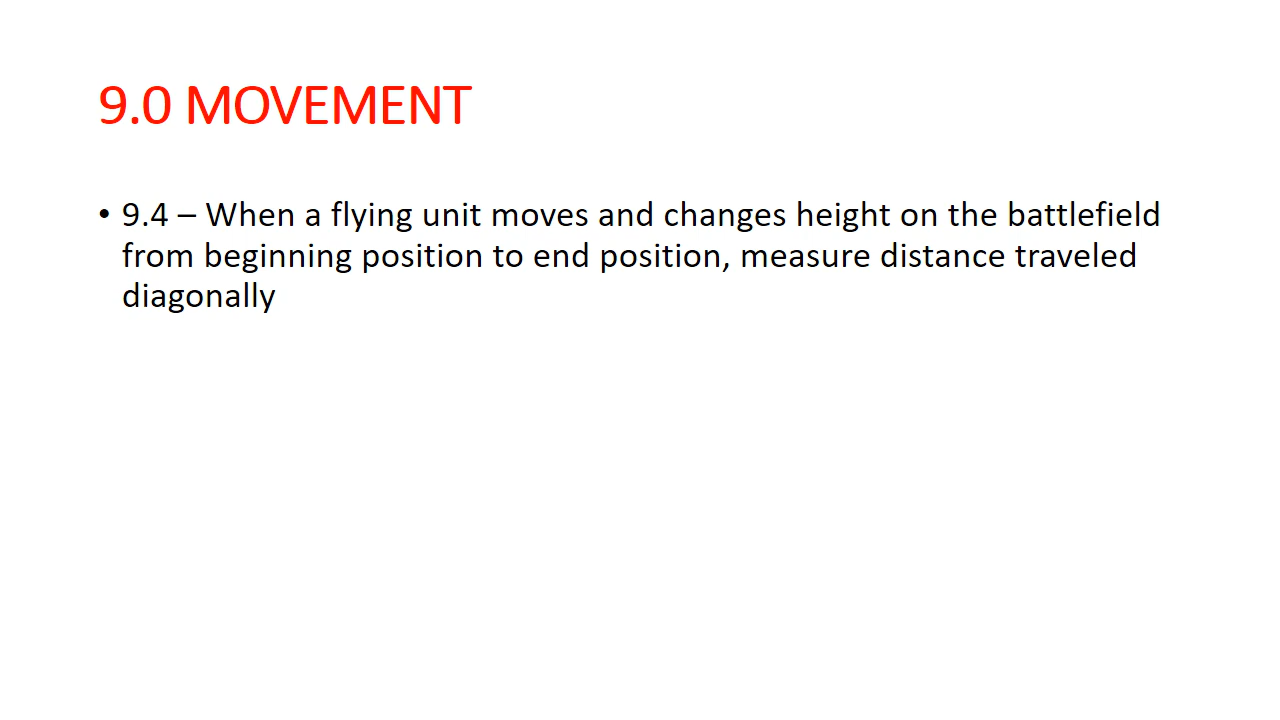 9.0 MOVEMENT
• 9.4 – When a flying unit moves and changes height on the battlefield
from beginning position to end position, measure distance traveled
diagonally